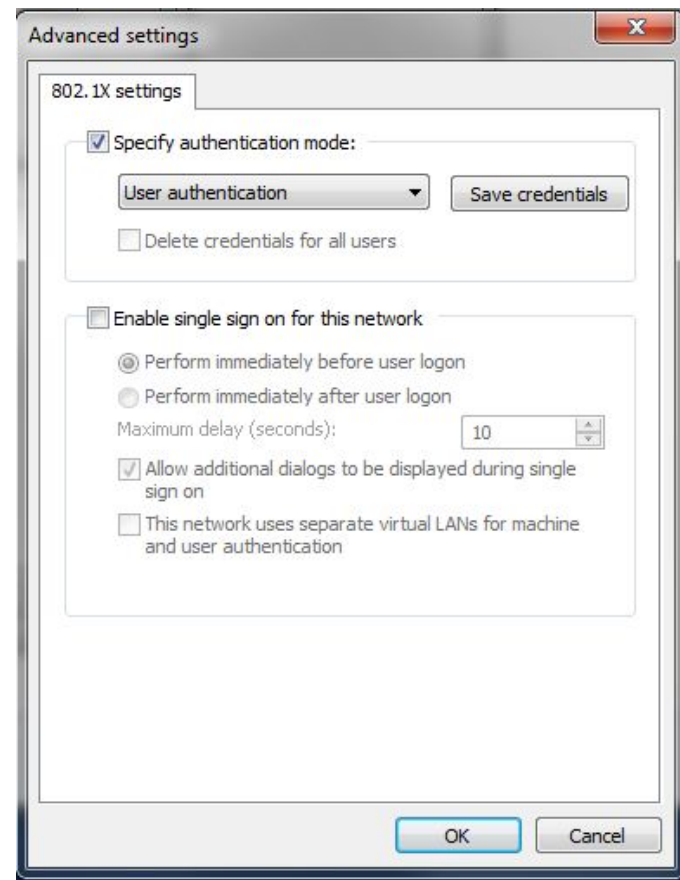 Advanced settings
802.1X settings
Specify authentication mode:
User authentication
Save credentials
Delete credentials for all users
Enable single sign on for this network
Perform immediately before user logon
Perform immediately after user logon
Maximum delay (seconds):
10
Allow additional dialogs to be displayed during single
sign on
This network uses separate virtual LANs for machine
and user authentication
OK
Cancel